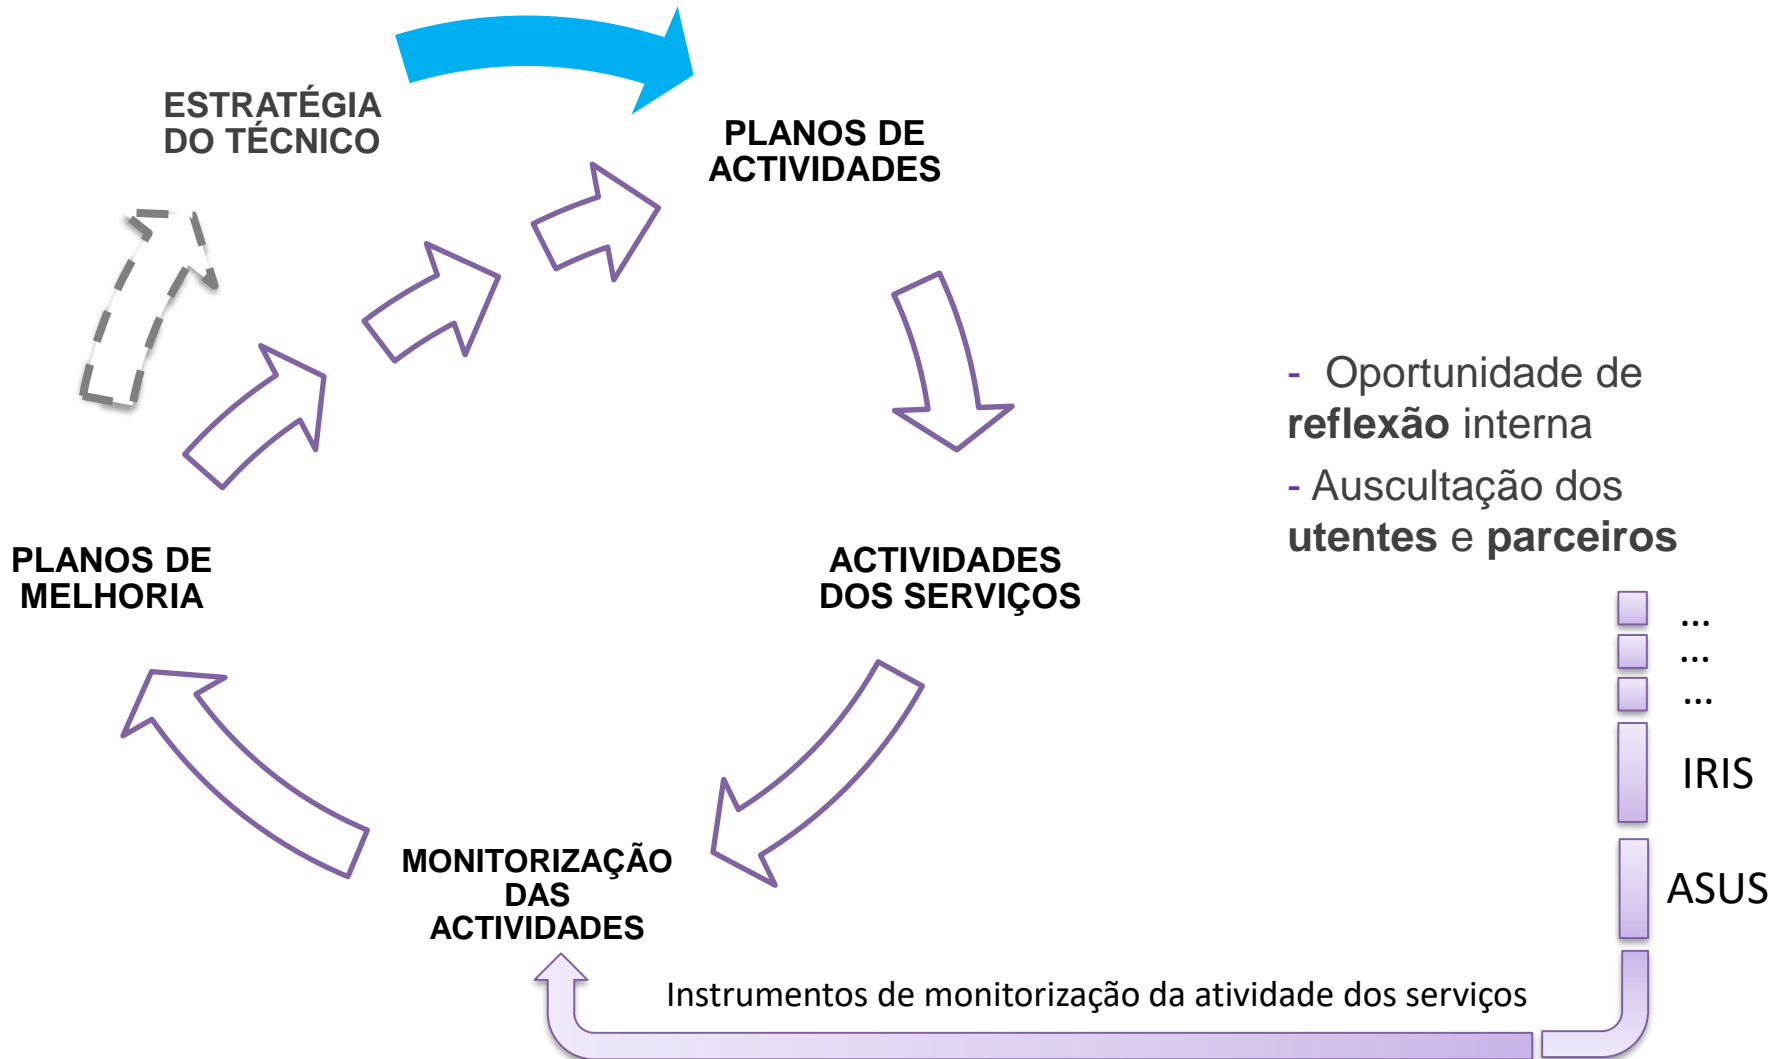 ESTRATÉGIA
DO TÉCNICO
PLANOS DE
ACTIVIDADES
- Oportunidade de
reflexão interna
- Auscultação dos
utentes e parceiros
PLANOS DE
MELHORIA
ACTIVIDADES
DOS SERVIÇOS
...
...
...
IRIS
ASUS
MONITORIZAÇÃO
DAS
ACTIVIDADES
Instrumentos de monitorização da atividade dos serviços